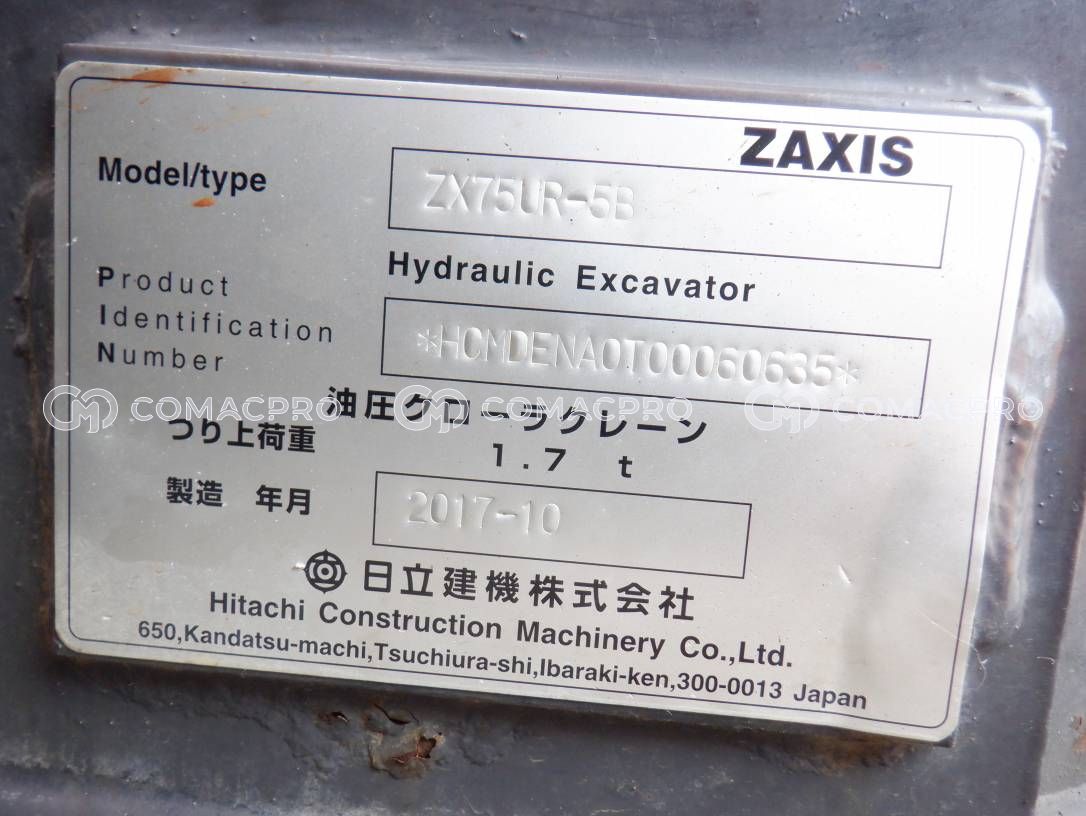 ZAXIS
Model/type
ZX75UR-5B
Hydraulic Excavator
Product
Identification
Number
*HCMDENA0T00060635*
油圧クローラクレーン
つり上荷重
1.7 t
製造 年月
2017-10
日立建機株式会社
Hitachi Construction Machinery Co.,Ltd.
650,Kandatsu-machi,Tsuchiura-shi,Ibaraki-ken,300-0013 Japan
COMACPRO COMACPRO COMACPRO